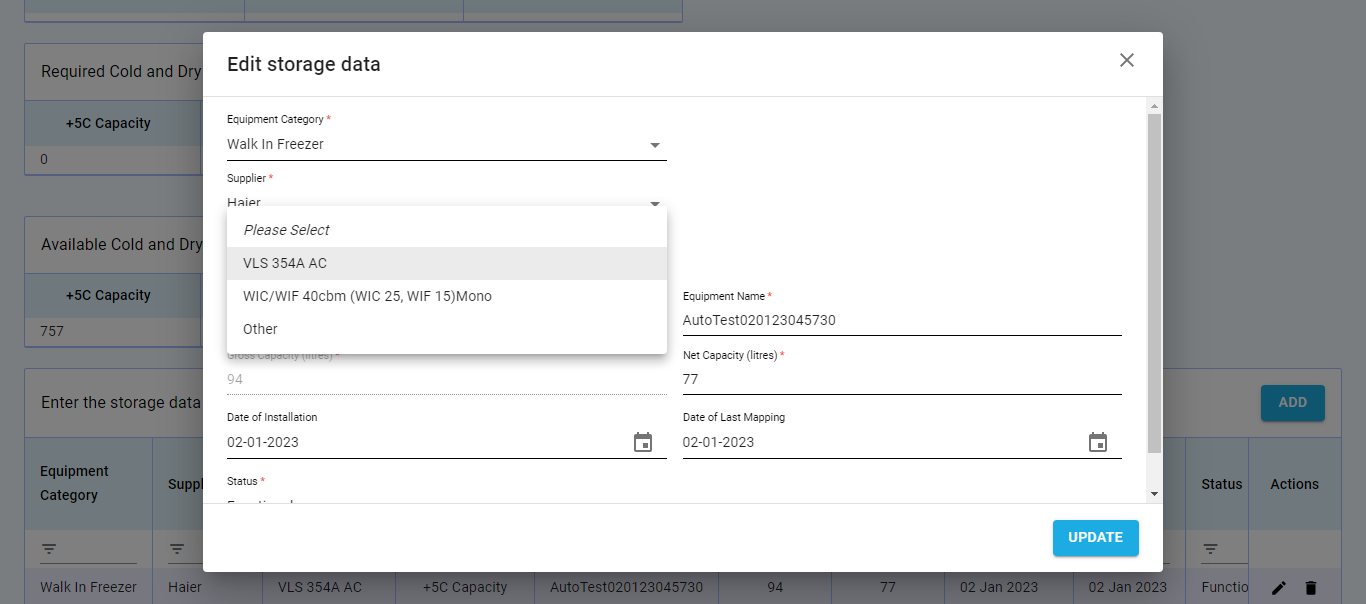 Edit storage data
Required Cold and Dry
+5C Capacity
0
Available Cold and Dry
+5C Capacity
757
Equipment Category *
Walk In Freezer
Supplier *
Haier
Please Select
VLS 354A AC
WIC/WIF 40cbm (WIC 25, WIF 15)Mono
Other
Equipment Name *
AutoTest020123045730
Gross Capacity (litres) *
94
Net Capacity (litres) *
77
Date of Installation
02-01-2023
Date of Last Mapping
02-01-2023
Status *
Functional
UPDATE
Enter the storage data
ADD
Equipment
Category
Suppl
Status
Actions
Walk In Freezer
Haier
VLS 354A AC
+5C Capacity
AutoTest020123045730
94
77
02 Jan 2023
02 Jan 2023
Functio